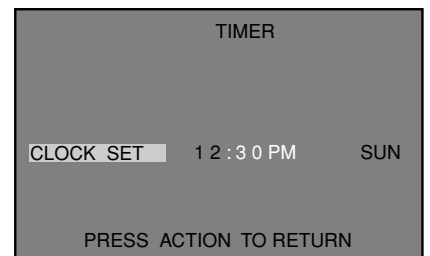 TIMER
CLOCK SET 12:30 PM SUN
PRESS ACTION TO RETURN